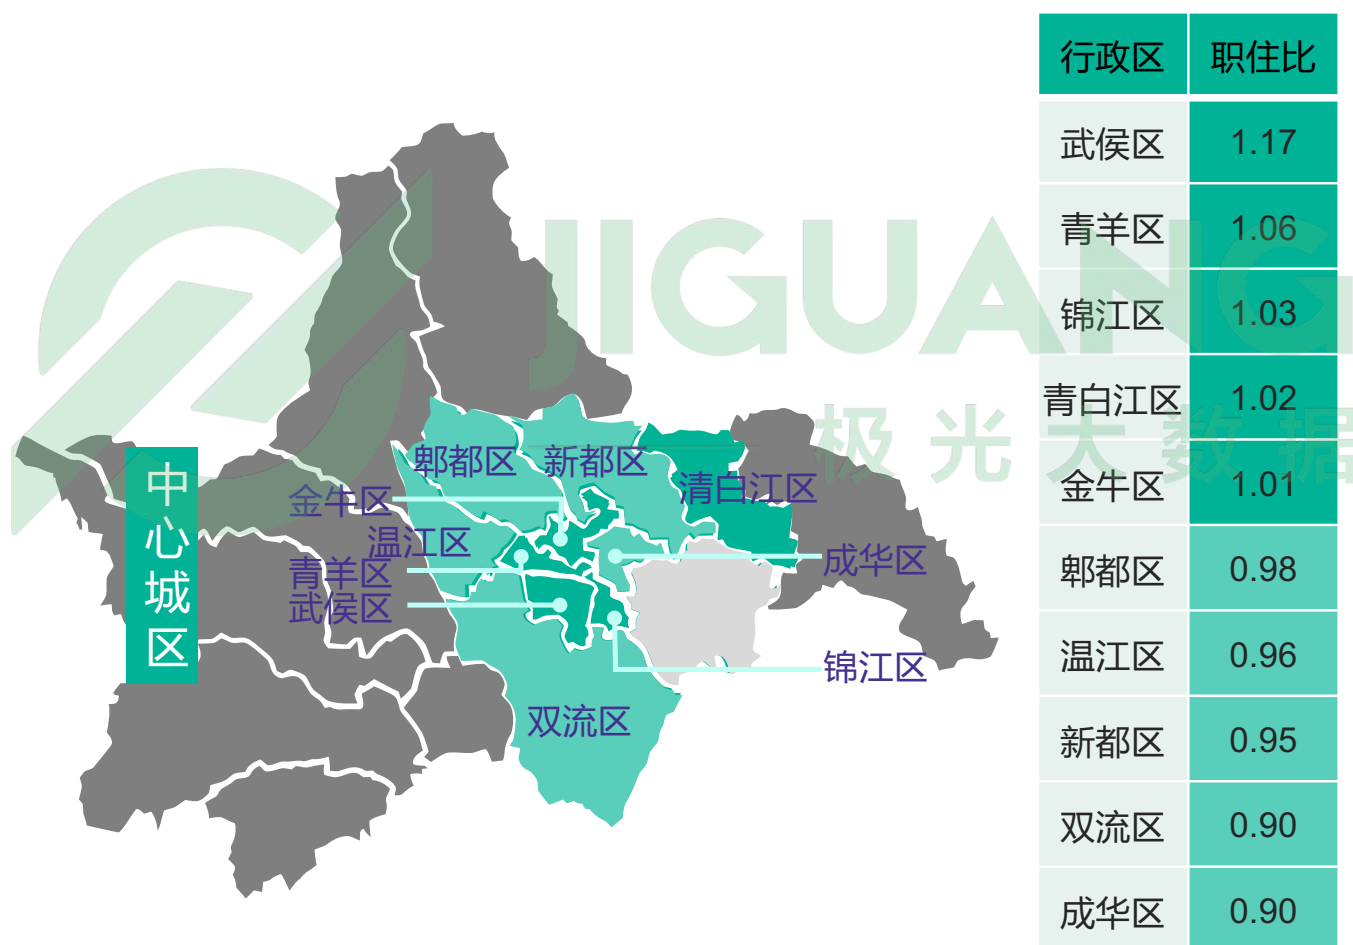 行政区 职住比
武侯区 1.17
青羊区 1.06
锦江区 1.03
青白江区 1.02
金牛区 1.01
郫都区 0.98
温江区 0.96
新都区 0.95
双流区 0.90
成华区 0.90
中心城区
郫都区
新都区
清白江区
金牛区
温江区
青羊区
武侯区
成华区
锦江区
双流区
JIGUANG
极光大数据